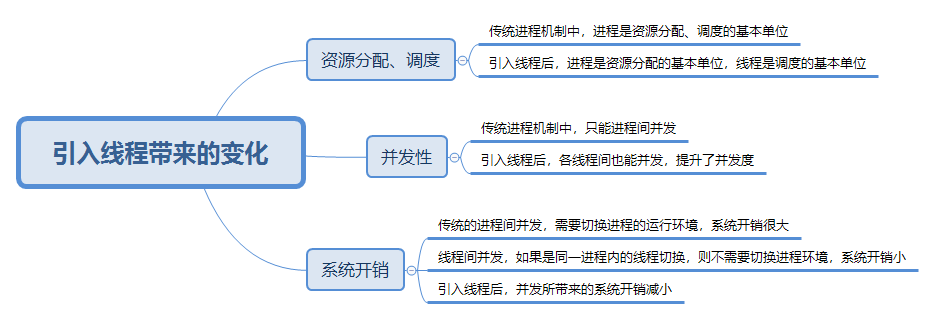 引入线程带来的变化
资源分配、调度
传统进程机制中，进程是资源分配、调度的基本单位
引入线程后，进程是资源分配的基本单位，线程是调度的基本单位
并发性
传统进程机制中，只能进程间并发
引入线程后，各线程间也能并发，提升了并发度
系统开销
传统的进程间并发，需要切换进程的运行环境，系统开销很大
线程间并发，如果是同一进程内的线程切换，则不需要切换进程环境，系统开销小
引入线程后，并发所带来的系统开销减小